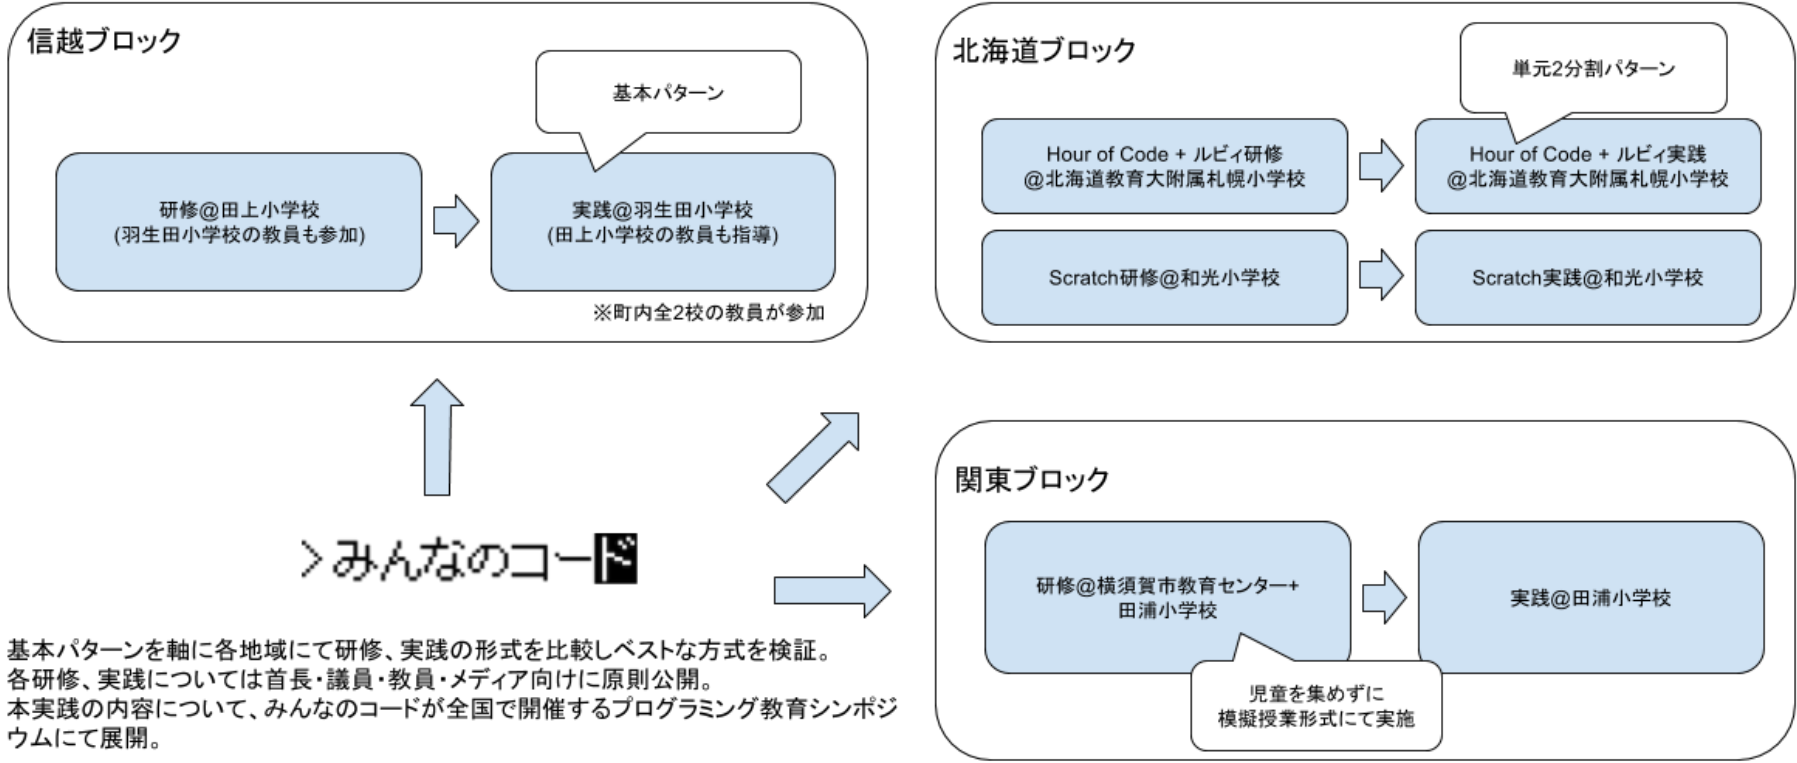 信越ブロック
基本パターン
研修@田上小学校
(羽生田小学校の教員も参加)
実践@羽生田小学校
(田上小学校の教員も指導)
※町内全2校の教員が参加
北海道ブロック
単元2分割パターン
Hour of Code + ルビィ研修
@北海道教育大附属札幌小学校
Hour of Code + ルビィ実践
@北海道教育大附属札幌小学校
Scratch研修@和光小学校
Scratch実践@和光小学校
>みんなのコード
基本パターンを軸に各地域にて研修、実践の形式を比較しベストな方式を検証。
各研修、実践については首長・議員・教員・メディア向けに原則公開。
本実践の内容について、みんなのコードが全国で開催するプログラミング教育シンポジ
ウムにて展開。
関東ブロック
研修@横須賀市教育センター+
田浦小学校
実践@田浦小学校
児童を集めずに
模擬授業形式にて実施